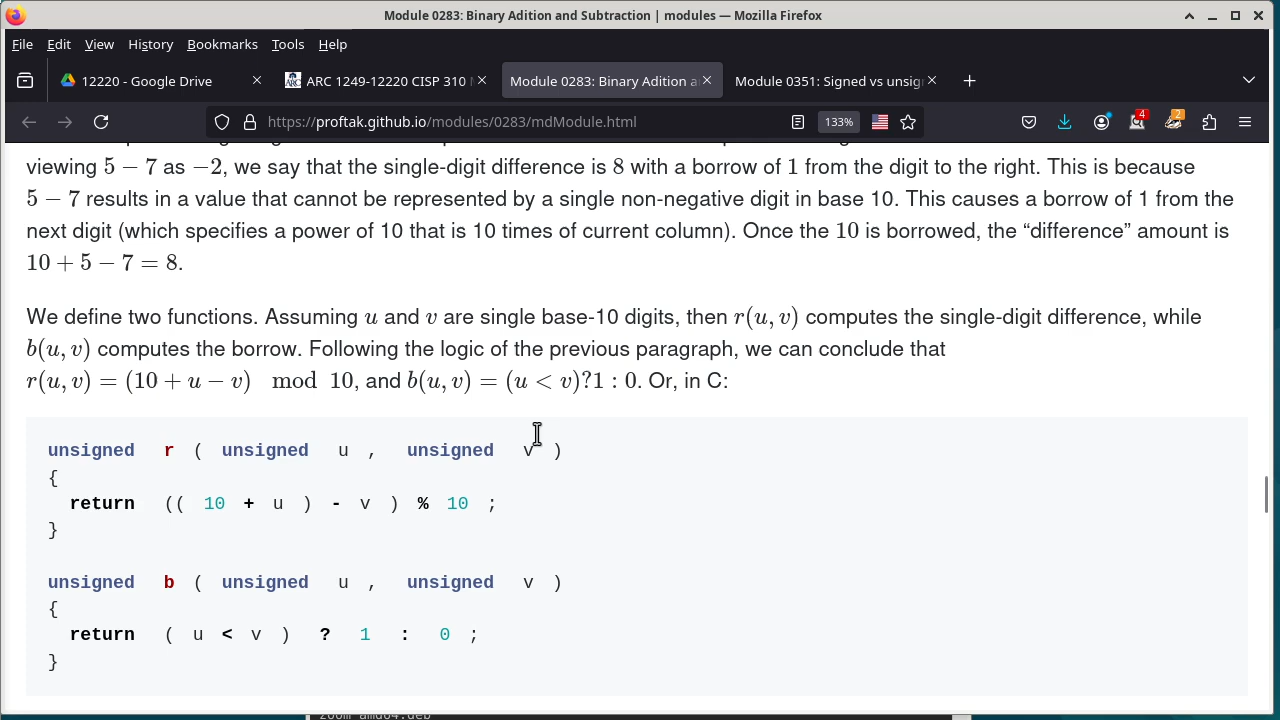 Module 0283: Binary Adition and Subtraction | modules — Mozilla Firefox
File Edit View History Bookmarks Tools Help
12220 - Google Drive
ARC 1249-12220 CISP 310
Module 0283: Binary Adition a
Module 0351: Signed vs unsig
https://proftak.github.io/modules/0283/mdModule.html
133%
4
2
viewing 5 − 7 as −2, we say that the single-digit difference is 8 with a borrow of 1 from the digit to the right. This is because
5 − 7 results in a value that cannot be represented by a single non-negative digit in base 10. This causes a borrow of 1 from the
next digit (which specifies a power of 10 that is 10 times of current column). Once the 10 is borrowed, the “difference” amount is
10 + 5 − 7 = 8.
We define two functions. Assuming u and v are single base-10 digits, then r(u, v) computes the single-digit difference, while
b(u, v) computes the borrow. Following the logic of the previous paragraph, we can conclude that
r(u, v) = (10 + u − v) mod 10, and b(u, v) = (u < v)?1 : 0. Or, in C:
unsigned r ( unsigned u , unsigned v )
{
return (( 10 + u ) - v ) % 10 ;
}
unsigned b ( unsigned u , unsigned v )
{
return ( u < v ) ? 1 : 0 ;
}